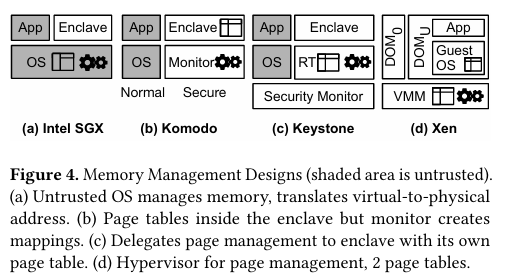 App Enclave App Enclave App Enclave DOM0 DOMU App
OS OS Monitor OS RT Guest OS
Normal Secure Security Monitor VMM
(a) Intel SGX (b) Komodo (c) Keystone (d) Xen
Figure 4. Memory Management Designs (shaded area is untrusted).
(a) Untrusted OS manages memory, translates virtual-to-physical
address. (b) Page tables inside the enclave but monitor creates
mappings. (c) Delegates page management to enclave with its own
page table. (d) Hypervisor for page management, 2 page tables.